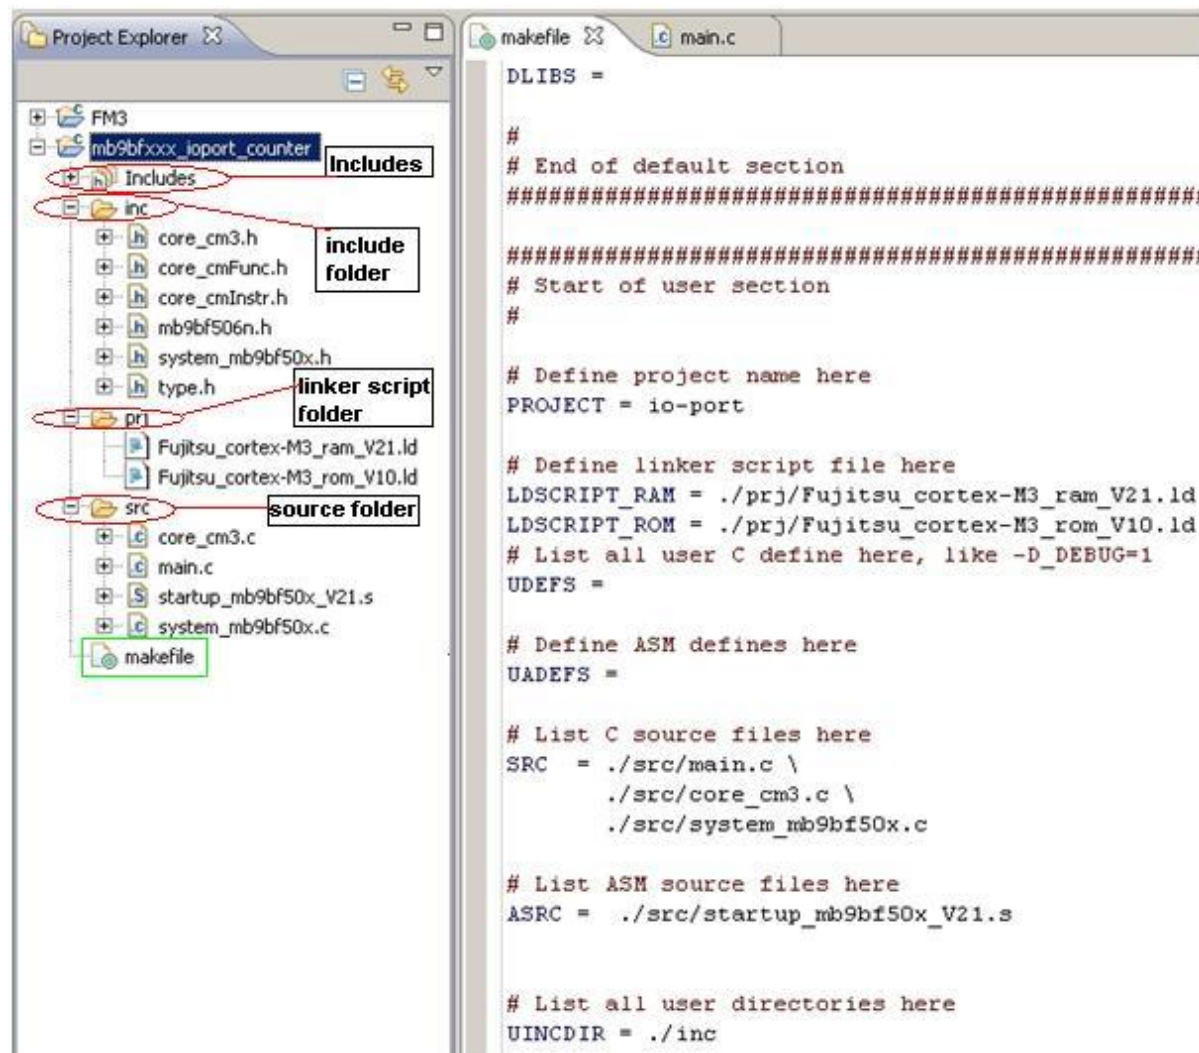 Project Explorer
FM3
mb9bfxxx_ioport_counter
Includes
Includes
inc
include
folder
core_cm3.h
core_cmFunc.h
core_cmInstr.h
mb9bf506n.h
system_mb9bf50x.h
type.h
linker script
folder
prj
Fujitsu_cortex-M3_ram_V21.ld
Fujitsu_cortex-M3_rom_V10.ld
src
source folder
core_cm3.c
main.c
startup_mb9bf50x_V21.s
system_mb9bf50x.c
makefile
makefile
main.c
DLIBS =
#
# End of default section
##################################################
##################################################
# Start of user section
#
# Define project name here
PROJECT = io-port
# Define linker script file here
LDSCRIPT_RAM = ./prj/Fujitsu_cortex-M3_ram_V21.ld
LDSCRIPT_ROM = ./prj/Fujitsu_cortex-M3_rom_V10.ld
# List all user C define here, like -D_DEBUG=1
UDEFS =
# Define ASM defines here
UADEFS =
# List C source files here
SRC = ./src/main.c \
./src/core_cm3.c \
./src/system_mb9bf50x.c
# List ASM source files here
ASRC = ./src/startup_mb9bf50x_V21.s
# List all user directories here
UINCDIR = ./inc